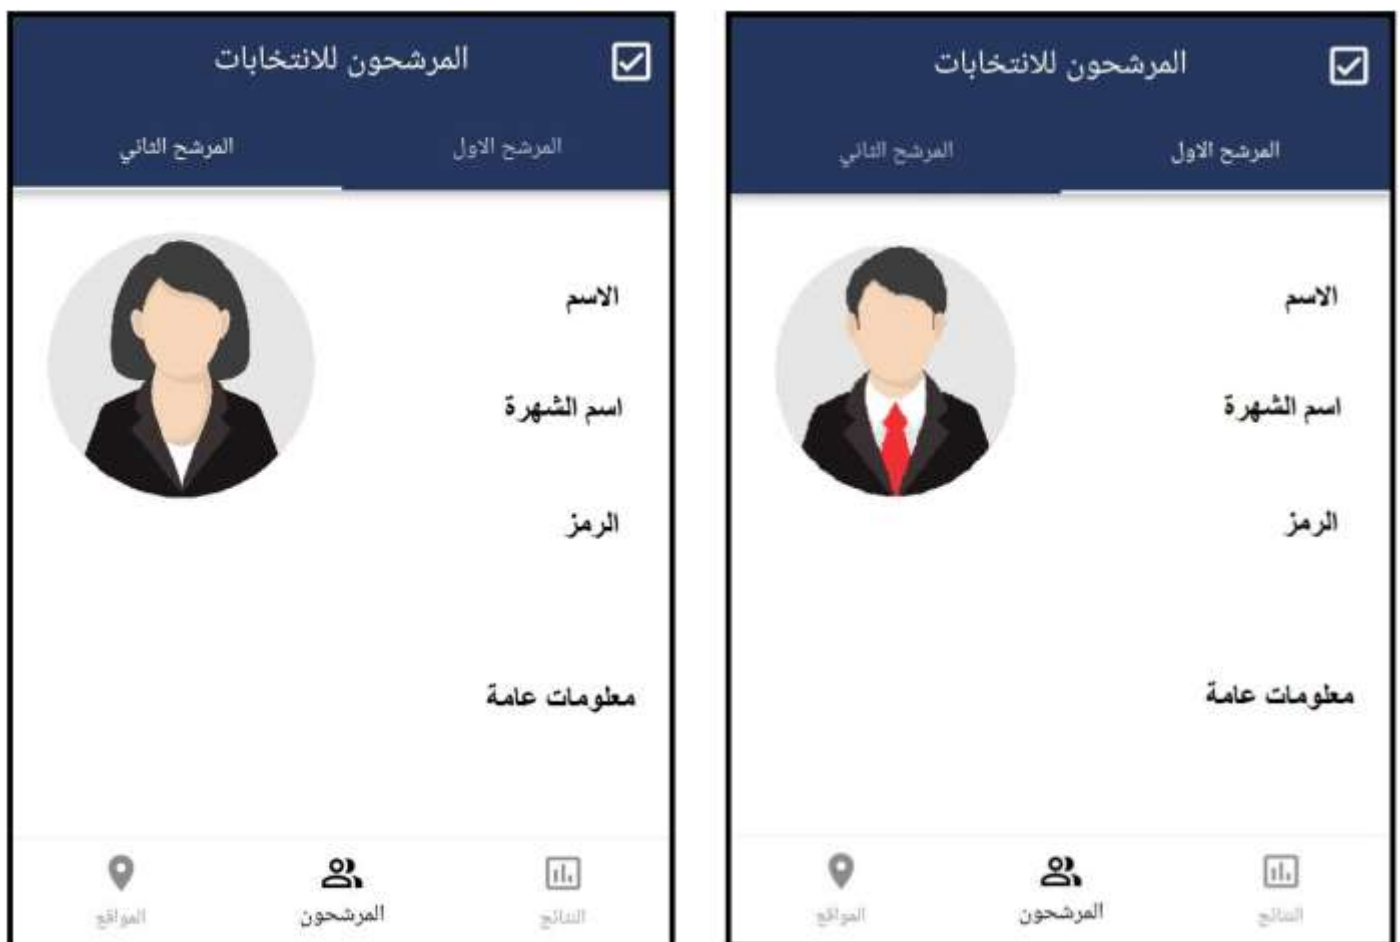 المرشحون للانتخابات
المرشح الاول المرشح الثاني
الاسم
اسم الشهرة
الرمز
معلومات عامة
النتائج المرشحون المواقع
المرشحون للانتخابات
المرشح الاول المرشح الثاني
الاسم
اسم الشهرة
الرمز
معلومات عامة
النتائج المرشحون المواقع